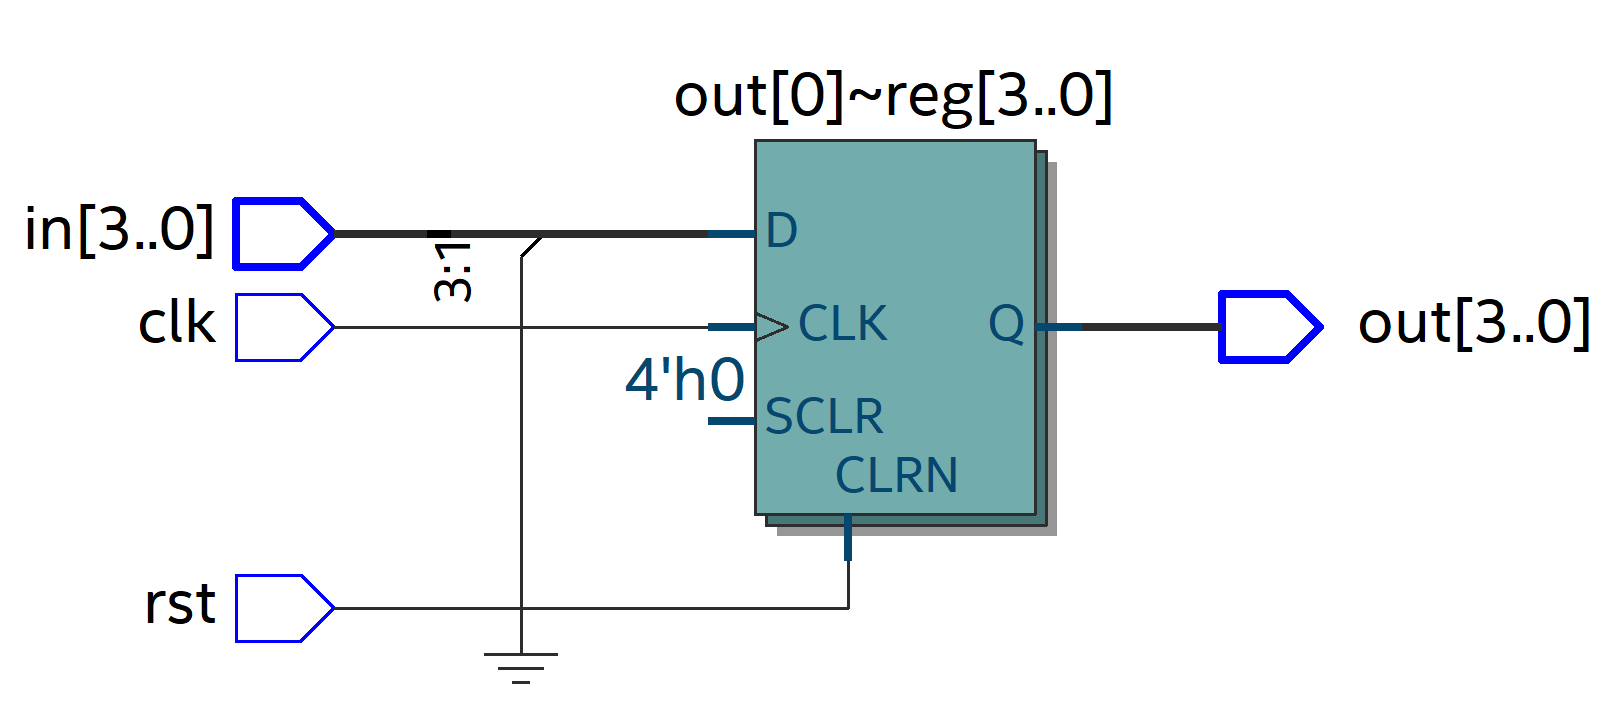 out[0]~reg[3..0]
in[3..0]
D
3:1
clk
CLK
Q
out[3..0]
4'h0
SCLR
CLRN
rst